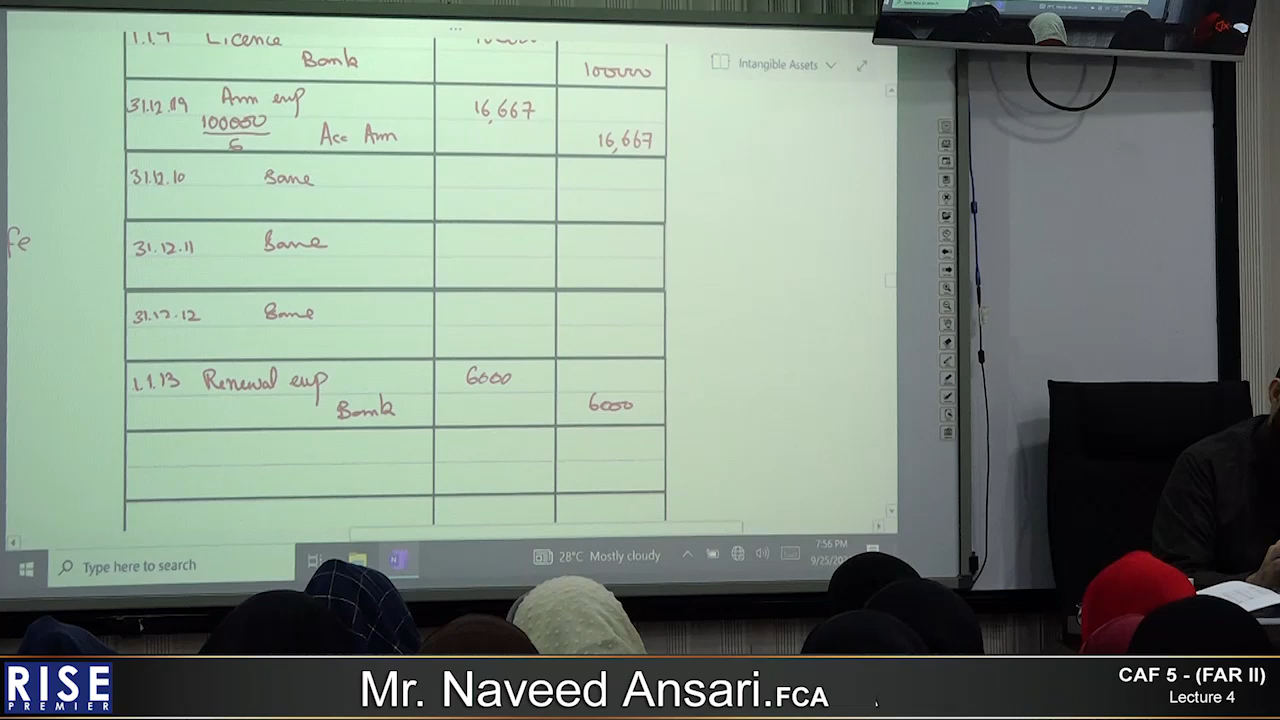 1.1.7 Licence
Bank 100000
Intangible Assets
31.12.19 Am exp 16,667
100000
6 Acc Am 16,667
31.12.10 Same
fe
31.12.11 Same
31.12.12 Same
1.1.13 Renewal exp 6000
Bank 6000
Type here to search
28°C Mostly cloudy
7:56 PM
RISE
PREMIER
Mr. Naveed Ansari.FCA
CAF 5 - (FAR II)
Lecture 4